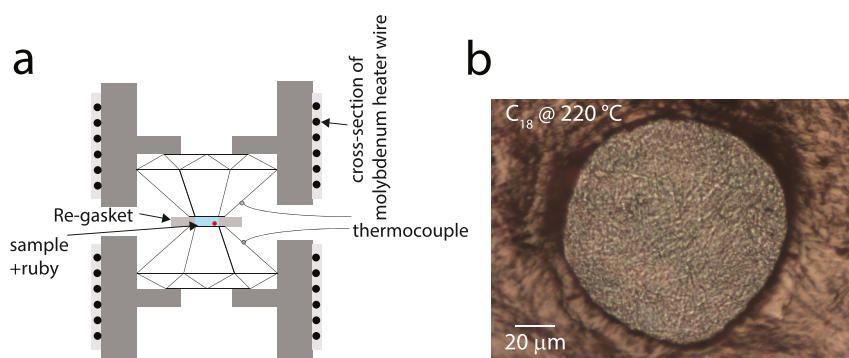 a
cross-section of
molybdenum heater wire
Re-gasket
sample
+ruby
thermocouple
b
C₁₈ @ 220 °C
20 μm